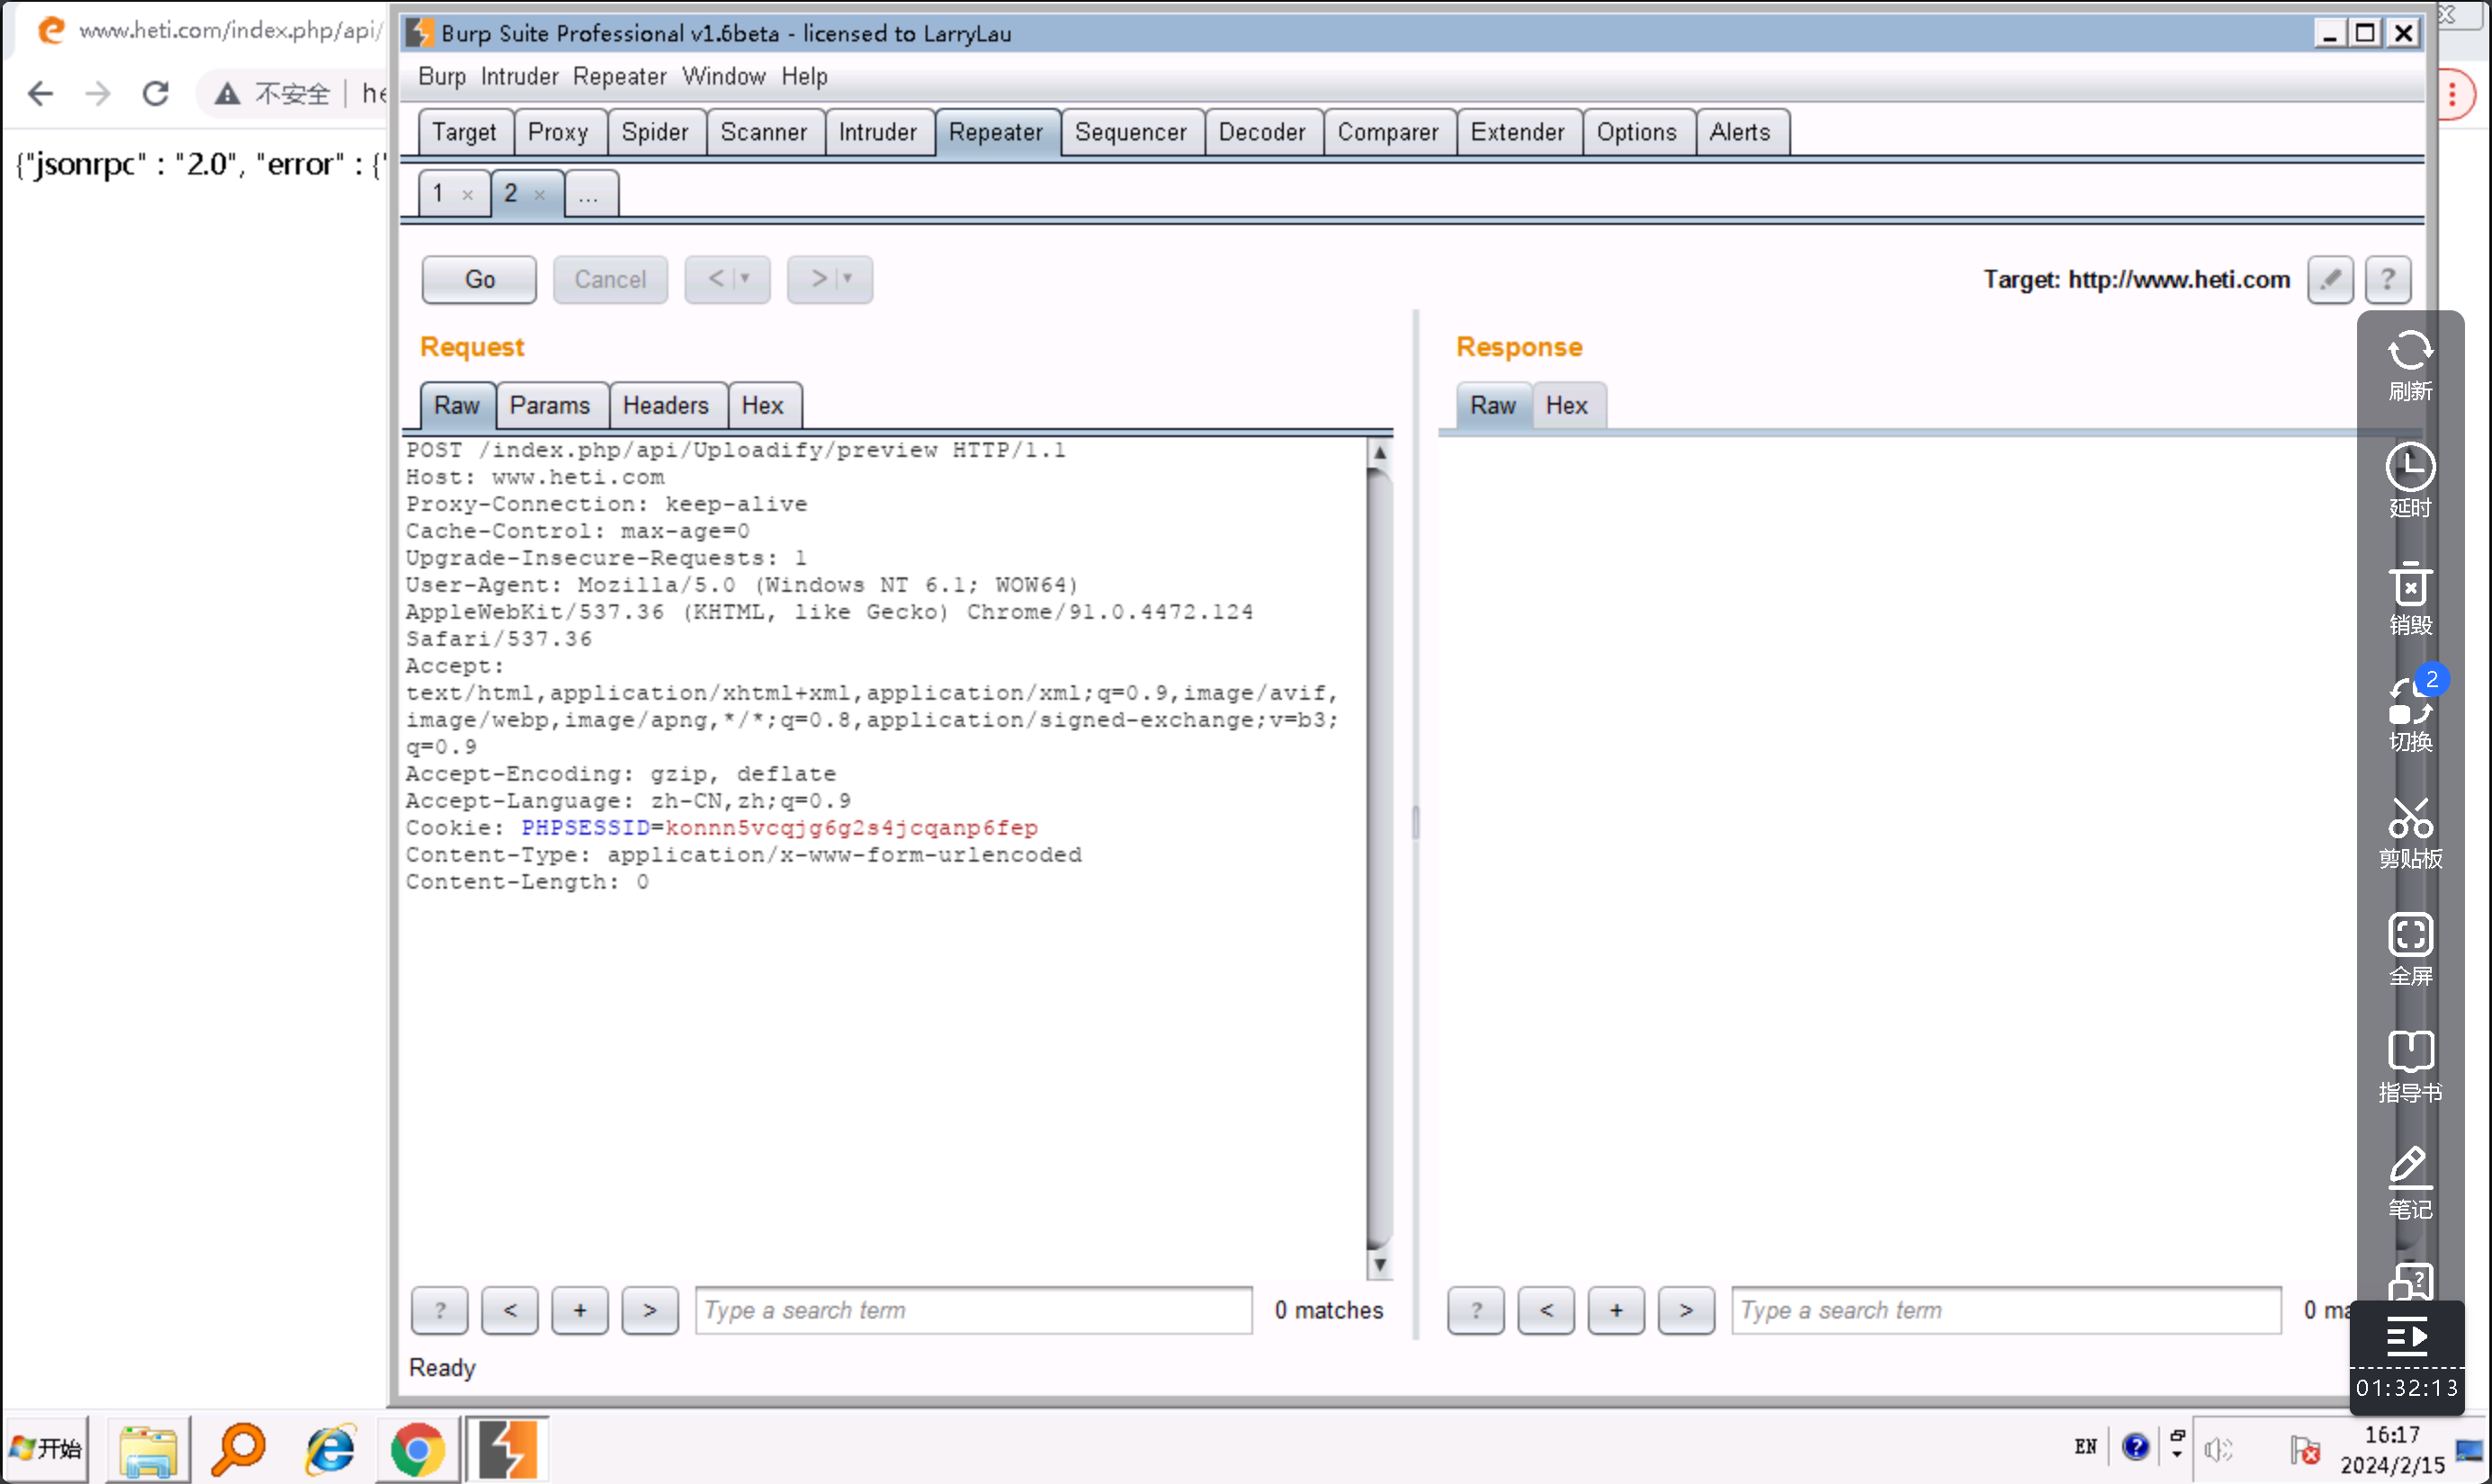 www.heti.com/index.php/api/
不安全 | he
{"jsonrpc" : "2.0", "error" : {"
Burp Suite Professional v1.6beta - licensed to LarryLau
Burp Intruder Repeater Window Help
Target Proxy Spider Scanner Intruder Repeater Sequencer Decoder Comparer Extender Options Alerts
1 × 2 × ...
Go Cancel < | ▼ > | ▼ Target: http://www.heti.com ?
Request
Raw Params Headers Hex
POST /index.php/api/Uploadify/preview HTTP/1.1
Host: www.heti.com
Proxy-Connection: keep-alive
Cache-Control: max-age=0
Upgrade-Insecure-Requests: 1
User-Agent: Mozilla/5.0 (Windows NT 6.1; WOW64)
AppleWebKit/537.36 (KHTML, like Gecko) Chrome/91.0.4472.124
Safari/537.36
Accept:
text/html,application/xhtml+xml,application/xml;q=0.9,image/avif,
image/webp,image/apng,*/*;q=0.8,application/signed-exchange;v=b3;
q=0.9
Accept-Encoding: gzip, deflate
Accept-Language: zh-CN,zh;q=0.9
Cookie: PHPSESSID=konnn5vcqjg6g2s4jcqanp6fep
Content-Type: application/x-www-form-urlencoded
Content-Length: 0
? < + > Type a search term 0 matches
Response
Raw Hex
? < + > Type a search term 0 ma
Ready
刷新
延时
销毁
2
切换
剪贴板
全屏
指导书
笔记
01:32:13
开始
EN
16:17
2024/2/15